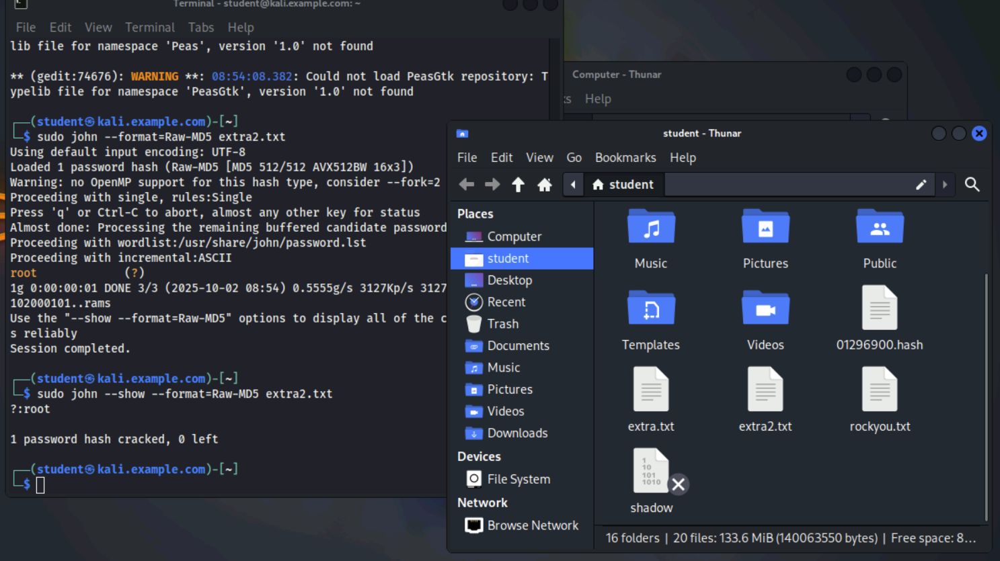 Terminal - student@kali.example.com: ~
File Edit View Terminal Tabs Help
lib file for namespace 'Peas', version '1.0' not found
** (gedit:74676): WARNING **: 08:54:08.382: Could not load PeasGtk repository: T
ypelib file for namespace 'PeasGtk', version '1.0' not found
┌──(student㉿kali.example.com)-[~]
└─$ sudo john --format=Raw-MD5 extra2.txt
Using default input encoding: UTF-8
Loaded 1 password hash (Raw-MD5 [MD5 512/512 AVX512BW 16x3])
Warning: no OpenMP support for this hash type, consider --fork=2
Proceeding with single, rules:Single
Press 'q' or Ctrl-C to abort, almost any other key for status
Almost done: Processing the remaining buffered candidate password
Proceeding with wordlist:/usr/share/john/password.lst
Proceeding with incremental:ASCII
root (?)
1g 0:00:00:01 DONE 3/3 (2025-10-02 08:54) 0.5555g/s 3127Kp/s 3127
102000101..rams
Use the "--show --format=Raw-MD5" options to display all of the c
s reliably
Session completed.
┌──(student㉿kali.example.com)-[~]
└─$ sudo john --show --format=Raw-MD5 extra2.txt
?:root
1 password hash cracked, 0 left
┌──(student㉿kali.example.com)-[~]
└─$
Computer - Thunar
ks Help
student - Thunar
File Edit View Go Bookmarks Help
student
Places
Computer
student
Desktop
Recent
Trash
Documents
Music
Pictures
Videos
Downloads
Devices
File System
Network
Browse Network
Music Pictures Public
Templates Videos 01296900.hash
extra.txt extra2.txt rockyou.txt
1
10
101
1010
shadow
16 folders | 20 files: 133.6 MiB (140063550 bytes) | Free space: 8...